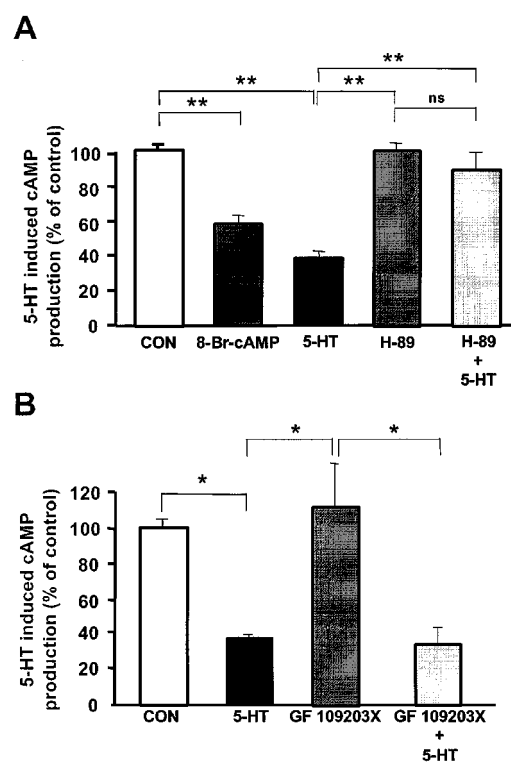 A
**
**
**
**
ns
5-HT induced cAMP
production (% of control)
100
80
60
40
20
0
CON
8-Br-cAMP
5-HT
H-89
H-89
+
5-HT
B
*
*
*
5-HT induced cAMP
production (% of control)
120
100
80
60
40
20
0
CON
5-HT
GF 109203X
GF 109203X
+
5-HT